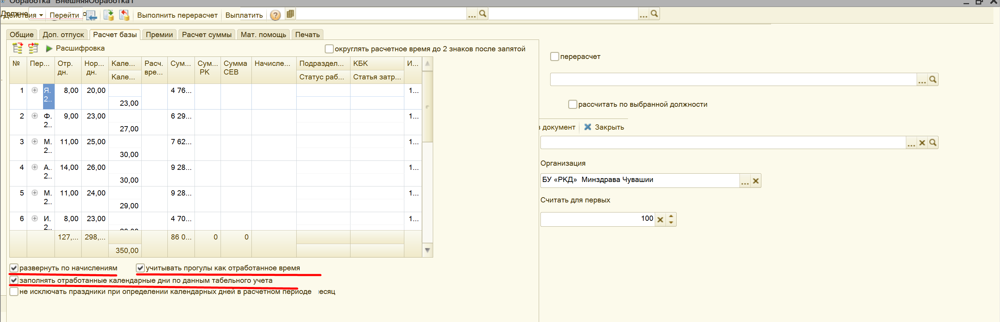 Обработка ВнешняяОбработка1
Должно Действия Перейти Выполнить перерасчет Выплатить ? ... ...
Общие Доп. отпуск Расчет базы Премии Расчет суммы Мат. помощь Печать
Расшифровка округлять расчетное время до 2 знаков после запятой
перерасчет
№ Пер... Отр. дн. Нор... дн. Кале... Расч. вре... Сум... Сум... РК Сумма СЕВ Начисле... Подраздел... КБК И...
Кале... Статус раб... Статья затр...
...
1 Я. 2.. 8,00 20,00 4 76... 1...
23,00
рассчитать по выбранной должности
2 Ф. 2.. 9,00 23,00 6 29... 1...
27,00
в документ Закрыть
3 М. 2.. 11,00 25,00 7 62... 1...
30,00
...
Организация
4 А.. 2.. 14,00 26,00 9 28... 1...
30,00
БУ «РКД» Минздрава Чувашии ...
5 М. 2.. 11,00 24,00 9 28... 1...
29,00
Считать для первых
6 И. 2.. 8,00 23,00 4 70... 1...
100
127,... 298,... 86 0... 0 0
350,00
развернуть по начислениям учитывать прогулы как отработанное время
заполнять отработанные календарные дни по данным табельного учета
не исключать праздники при определении календарных дней в расчетном периоде есяц